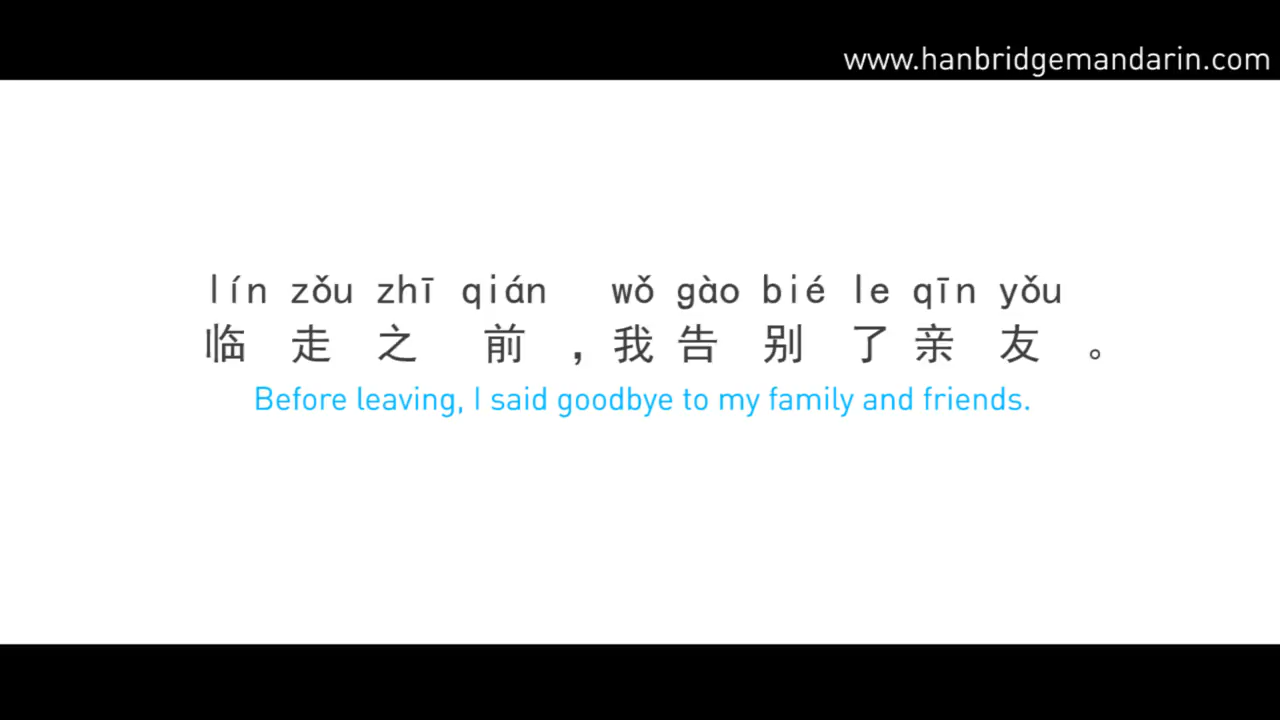 www.hanbridgemandarin.com
lín zǒu zhī qián wǒ gào bié le qīn yǒu
临走之前,我告别了亲友。
Before leaving, I said goodbye to my family and friends.